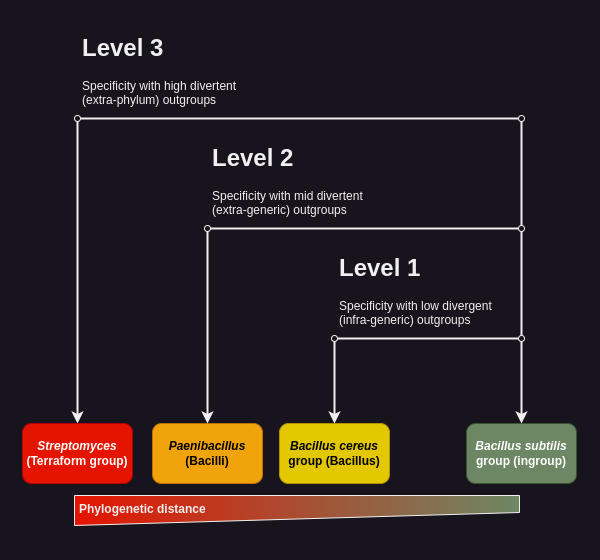 Level 3
Specificity with high divertent
(extra-phylum) outgroups
Level 2
Specificity with mid divertent
(extra-generic) outgroups
Level 1
Specificity with low divergent
(infra-generic) outgroups
Streptomyces
(Terraform group)
Paenibacillus
(Bacilli)
Bacillus cereus
group (Bacillus)
Bacillus subtilis
group (ingroup)
Phylogenetic distance